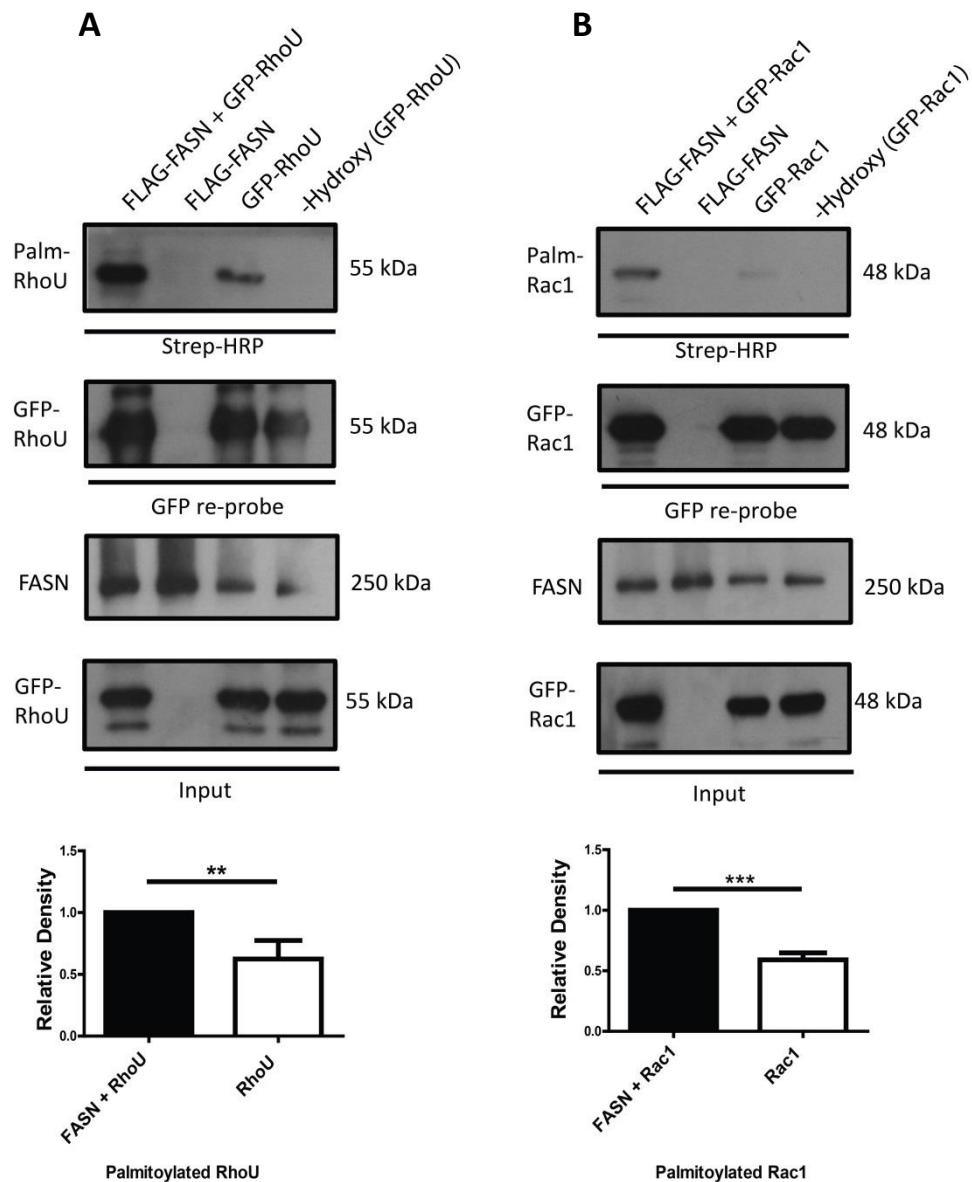 A
FLAG-FASN + GFP-RhoU
FLAG-FASN
GFP-RhoU
-Hydroxy (GFP-RhoU)
Palm-
RhoU
55 kDa
Strep-HRP
GFP-
RhoU
55 kDa
GFP re-probe
FASN
250 kDa
GFP-
RhoU
55 kDa
Input
1.5
1.0
0.5
0.0
Relative Density
**
FASN + RhoU
RhoU
Palmitoylated RhoU
B
FLAG-FASN + GFP-Rac1
FLAG-FASN
GFP-Rac1
-Hydroxy (GFP-Rac1)
Palm-
Rac1
48 kDa
Strep-HRP
GFP-
Rac1
48 kDa
GFP re-probe
FASN
250 kDa
GFP-
Rac1
48 kDa
Input
1.5
1.0
0.5
0.0
Relative Density
***
FASN + Rac1
Rac1
Palmitoylated Rac1